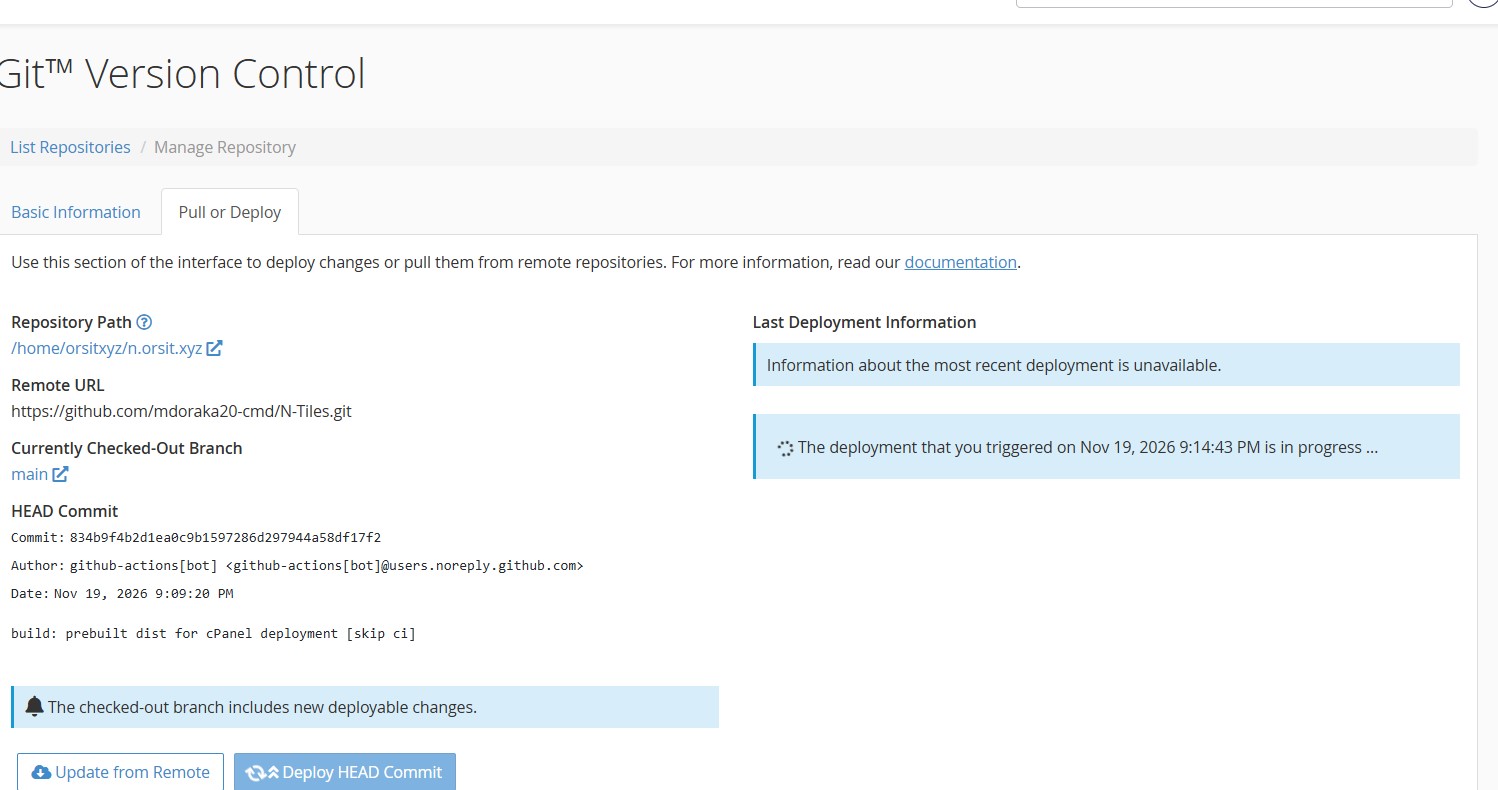 Git™ Version Control
List Repositories / Manage Repository
Basic Information
Pull or Deploy
Use this section of the interface to deploy changes or pull them from remote repositories. For more information, read our documentation.
Repository Path
/home/orsitxyz/n.orsit.xyz
Remote URL
https://github.com/mdoraka20-cmd/N-Tiles.git
Currently Checked-Out Branch
main
HEAD Commit
Commit: 834b9f4b2d1ea0c9b1597286d297944a58df17f2
Author: github-actions[bot] <github-actions[bot]@users.noreply.github.com>
Date: Nov 19, 2026 9:09:20 PM
build: prebuilt dist for cPanel deployment [skip ci]
The checked-out branch includes new deployable changes.
Update from Remote
Deploy HEAD Commit
Last Deployment Information
Information about the most recent deployment is unavailable.
The deployment that you triggered on Nov 19, 2026 9:14:43 PM is in progress ...